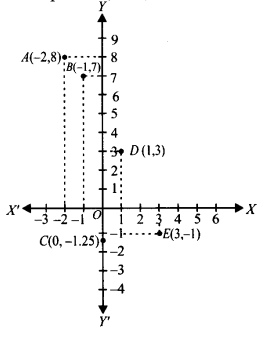 Y
9
A(−2,8) 8
B(−1,7) 7
6
5
4
3 D (1,3)
2
1
X' −3 −2 −1 O 1 2 3 4 5 6 X
−1 E(3,−1)
C(0, −1.25)
−2
−3
−4
Y'